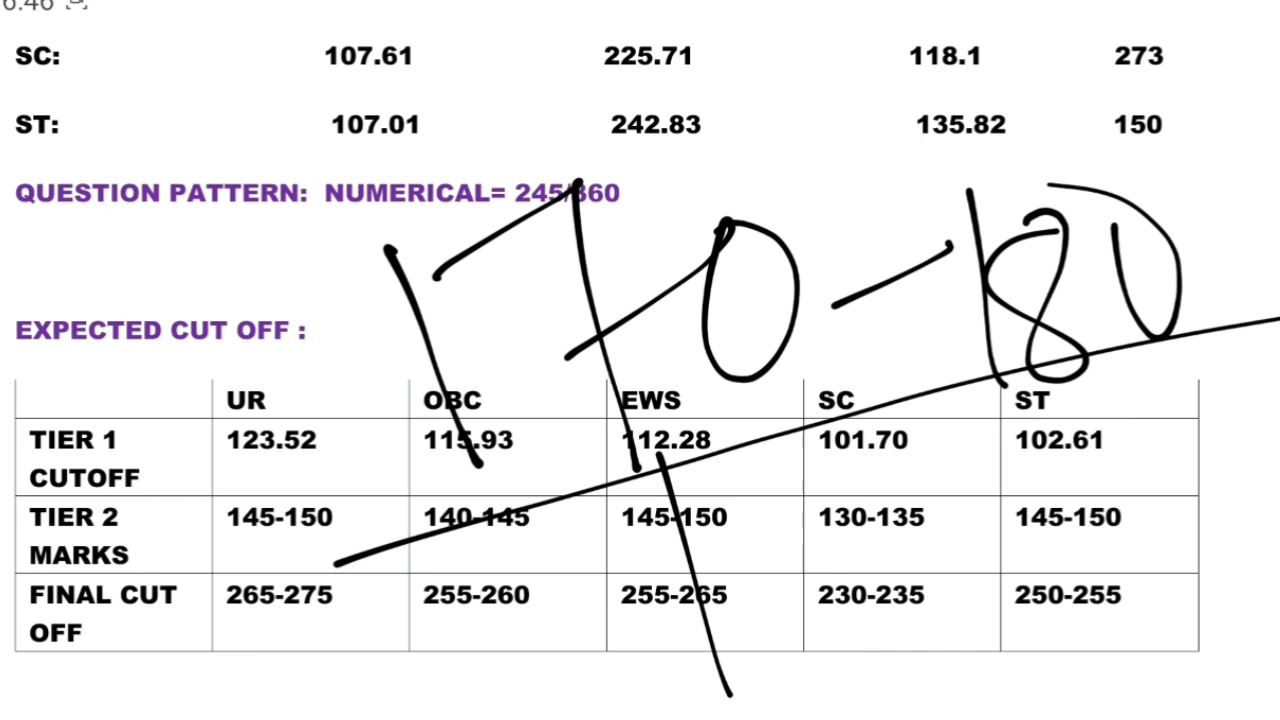 6:46
SC: 107.61 225.71 118.1 273
ST: 107.01 242.83 135.82 150
QUESTION PATTERN: NUMERICAL= 245/360
170-180
EXPECTED CUT OFF :
UR OBC EWS SC ST
TIER 1 CUTOFF 123.52 115.93 112.28 101.70 102.61
TIER 2 MARKS 145-150 140-145 145-150 130-135 145-150
FINAL CUT OFF 265-275 255-260 255-265 230-235 250-255